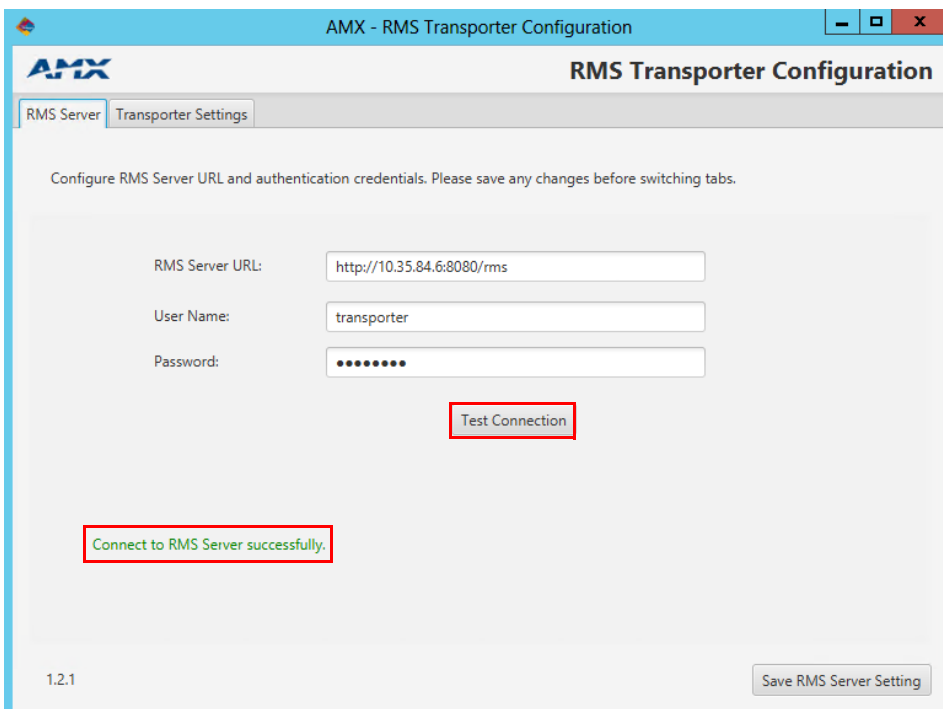 AMX - RMS Transporter Configuration
AMX
RMS Transporter Configuration
RMS Server
Transporter Settings
Configure RMS Server URL and authentication credentials. Please save any changes before switching tabs.
RMS Server URL:
http://10.35.84.6:8080/rms
User Name:
transporter
Password:
●●●●●●●●
Test Connection
Connect to RMS Server successfully.
1.2.1
Save RMS Server Setting